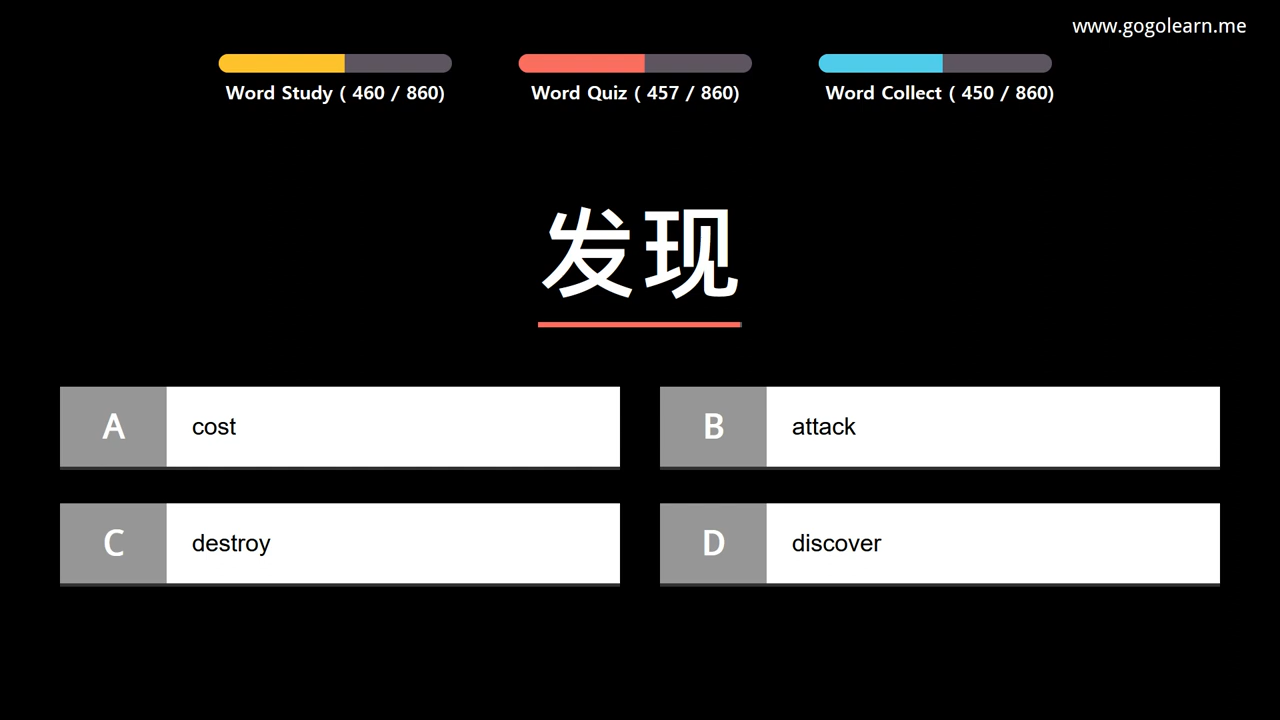 www.gogolearn.me
Word Study ( 460 / 860)
Word Quiz ( 457 / 860)
Word Collect ( 450 / 860)
发现
A cost
B attack
C destroy
D discover